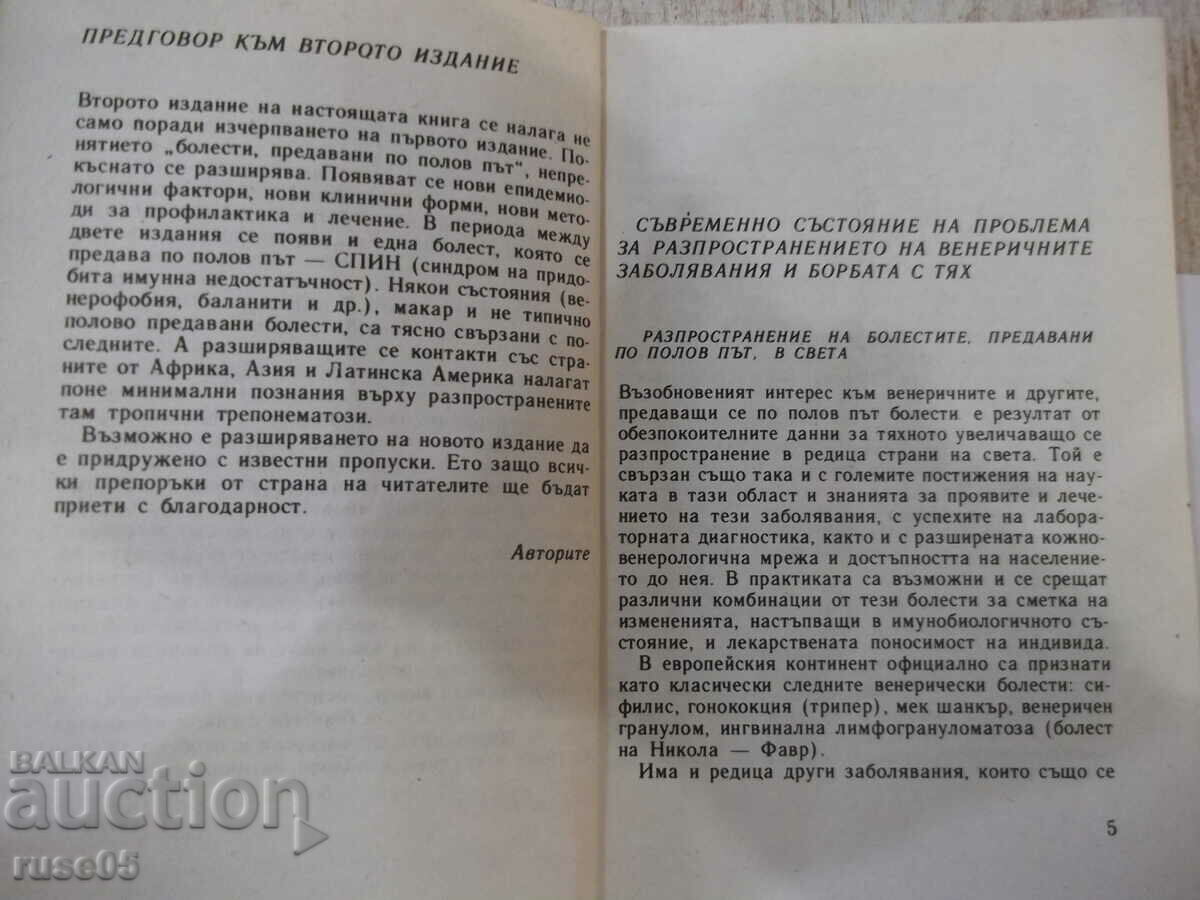 ПРЕДГОВОР КЪМ ВТОРОТО ИЗДАНИЕ
Второто издание на настоящата книга се налага не
само поради изчерпването на първото издание. По-
нятието „болести, предавани по полов път“, непре-
къснато се разширява. Появяват се нови епидемио-
логични фактори, нови клинични форми, нови мето-
ди за профилактика и лечение. В периода между
двете издания се появи и една болест, която се
предава по полов път — СПИН (синдром на придо-
бита имунна недостатъчност). Някои състояния (ве-
нерофобия, баланити и др.), макар и не типично
полово предавани болести, са тясно свързани с по-
следните. А разширяващите се контакти със стра-
ните от Африка, Азия и Латинска Америка налагат
поне минимални познания върху разпространените
там тропични трепонематози.
Възможно е разширяването на новото издание да
е придружено с известни пропуски. Ето защо всич-
ки препоръки от страна на читателите ще бъдат
приети с благодарност.
Авторите
СЪВРЕМЕННО СЪСТОЯНИЕ НА ПРОБЛЕМА
ЗА РАЗПРОСТРАНЕНИЕТО НА ВЕНЕРИЧНИТЕ
ЗАБОЛЯВАНИЯ И БОРБАТА С ТЯХ
РАЗПРОСТРАНЕНИЕ НА БОЛЕСТИТЕ, ПРЕДАВАНИ
ПО ПОЛОВ ПЪТ, В СВЕТА
Възобновеният интерес към венеричните и другите,
предаващи се по полов път болести е резултат от
обезпокоителните данни за тяхното увеличаващо се
разпространение в редица страни на света. Той е
свързан също така и с големите постижения на нау-
ката в тази област и знанията за проявите и лече-
нието на тези заболявания, с успехите на лабора-
торната диагностика, както и с разширената кожно-
венерологична мрежа и достъпността на население-
то до нея. В практиката са възможни и се срещат
различни комбинации от тези болести за сметка на
измененията, настъпващи в имунобиологичното съ-
стояние, и лекарствената поносимост на индивида.
В европейския континент официално са признати
като класически следните венерически болести: си-
филис, гонококция (трипер), мек шанкър, венеричен
гранулом, ингвинална лимфогрануломатоза (болест
на Никола — Фавр).
Има и редица други заболявания, които също се
5
BALKAN
auction
ruse05